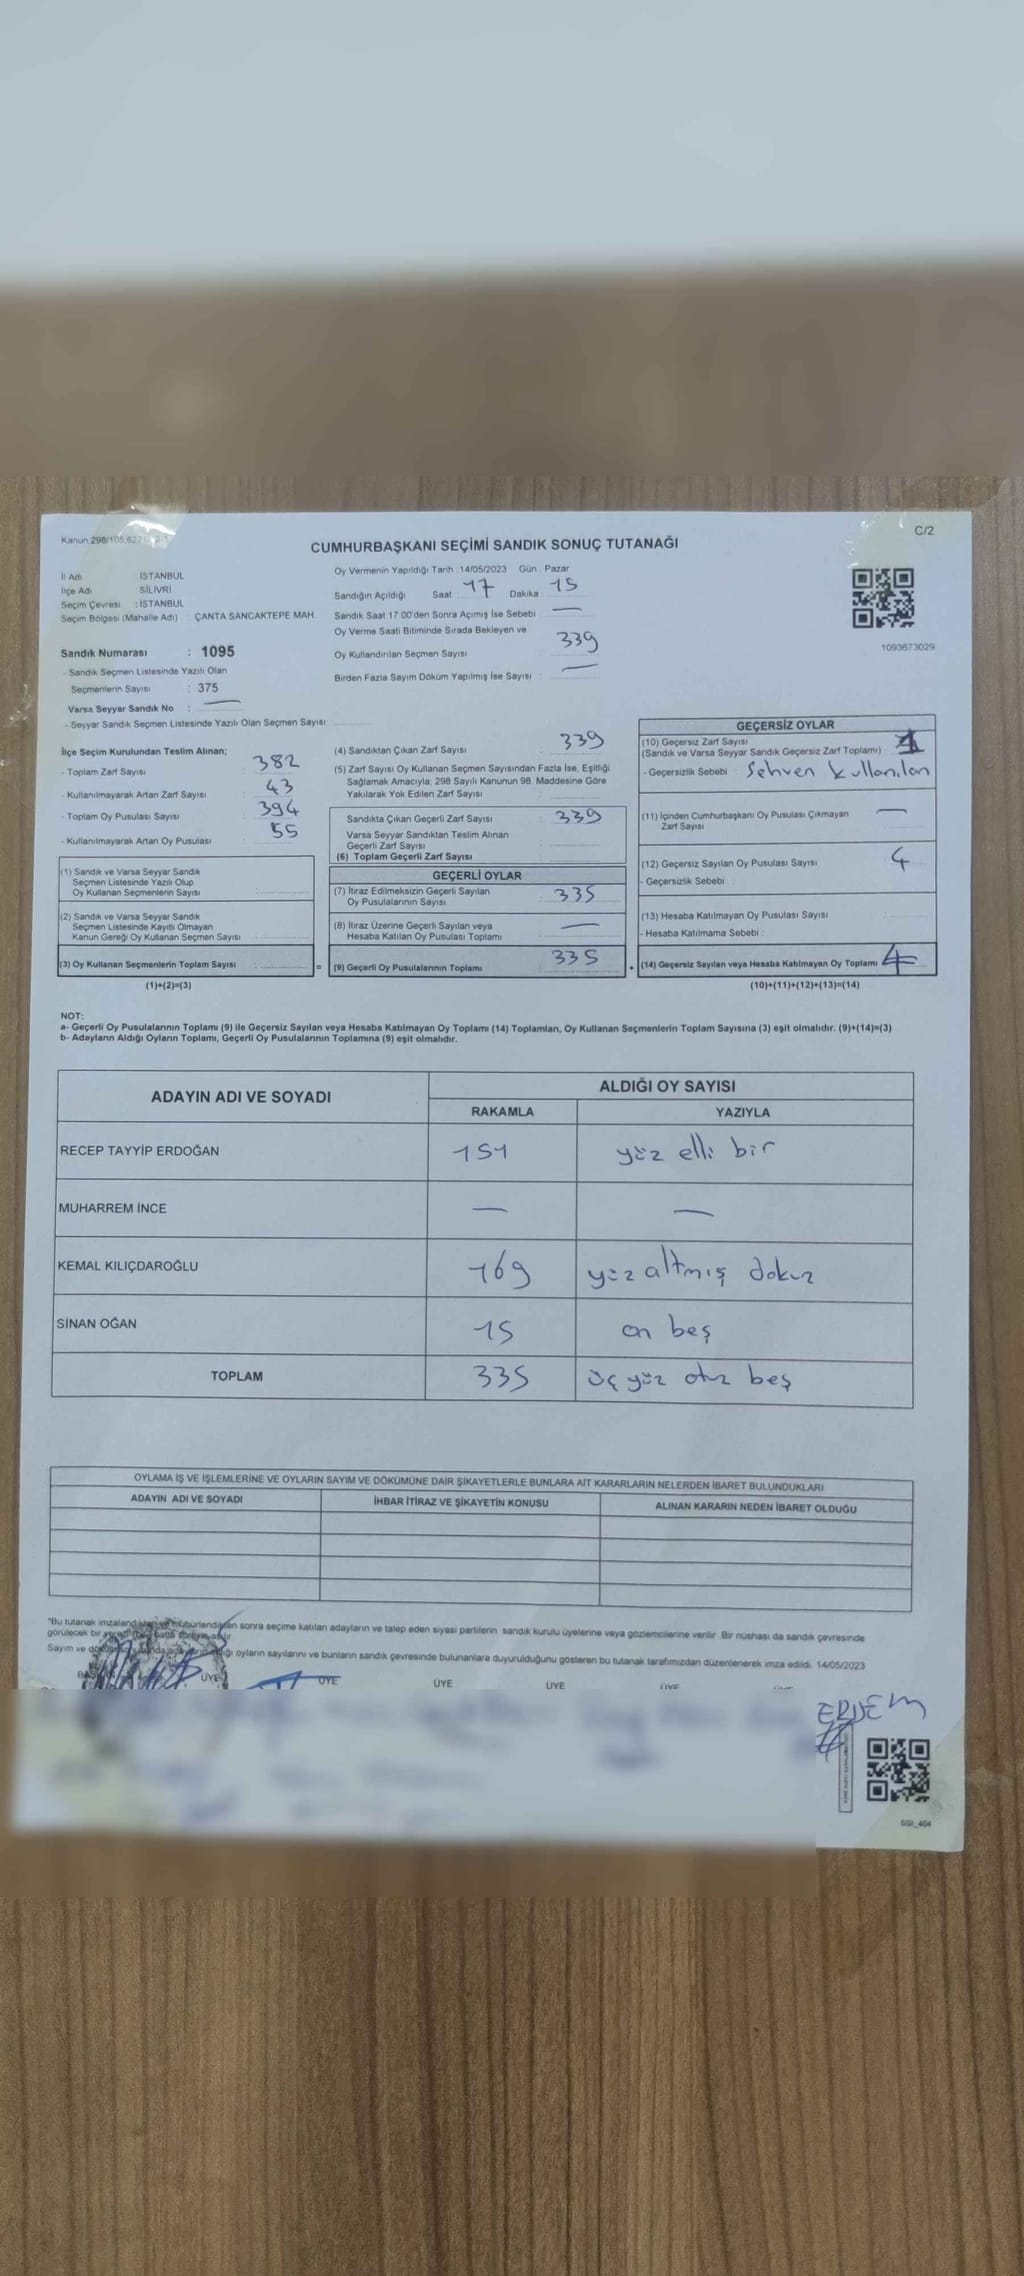 C/2
CUMHURBAŞKANI SEÇİMİ SANDIK SONUÇ TUTANAĞI
İl Adı İSTANBUL
İlçe Adı SİLİVRİ
Seçim Çevresi : İSTANBUL
Seçim Bölgesi (Mahalle Adı) ÇANTA SANCAKTEPE MAH.
Sandık Numarası : 1095
- Sandık Seçmen Listesinde Yazılı Olan
Seçmenlerin Sayısı : 375
Varsa Seyyar Sandık No : —
- Seyyar Sandık Seçmen Listesinde Yazılı Olan Seçmen Sayısı
Oy Vermenin Yapıldığı Tarih :14/05/2023 Gün : Pazar
Sandığın Açıldığı Saat : 17 Dakika : 15
Sandık Saat 17:00'den Sonra Açımış İse Sebebi : —
Oy Verme Saati Bitiminde Sırada Bekleyen ve
Oy Kullandırılan Seçmen Sayısı 339
Birden Fazla Sayım Döküm Yapılmış İse Sayısı : —
1093673029
İlçe Seçim Kurulundan Teslim Alınan;
- Toplam Zarf Sayısı : 382
- Kullanılmayarak Artan Zarf Sayısı : 43
- Toplam Oy Pusulası Sayısı : 394
- Kullanılmayarak Artan Oy Pusulası : 55
(1) Sandık ve Varsa Seyyar Sandık
Seçmen Listesinde Yazılı Olup
Oy Kullanan Seçmenlerin Sayısı
(2) Sandık ve Varsa Seyyar Sandık
Seçmen Listesinde Kayıtlı Olmayan
Kanun Gereği Oy Kullanan Seçmen Sayısı
(3) Oy Kullanan Seçmenlerin Toplam Sayısı =
(1)+(2)=(3)
(4) Sandıktan Çıkan Zarf Sayısı : 339
(5) Zarf Sayısı Oy Kullanan Seçmen Sayısından Fazla İse, Eşitliği
Sağlamak Amacıyla; 298 Sayılı Kanunun 98. Maddesine Göre
Yakılarak Yok Edilen Zarf Sayısı
Sandıkta Çıkan Geçerli Zarf Sayısı : 339
Varsa Seyyar Sandıktan Teslim Alınan
Geçerli Zarf Sayısı
(6) Toplam Geçerli Zarf Sayısı
GEÇERLİ OYLAR
(7) İtiraz Edilmeksizin Geçerli Sayılan
Oy Pusulalarının Sayısı : 335
(8) İtiraz Üzerine Geçerli Sayılan veya
Hesaba Katılan Oy Pusulası Toplamı : —
(9) Geçerli Oy Pusulalarının Toplamı : 335 +
GEÇERSİZ OYLAR
(10) Geçersiz Zarf Sayısı
(Sandık ve Varsa Seyyar Sandık Geçersiz Zarf Toplamı)
- Geçersizlik Sebebi : Sehven kullanılan
(11) İçinden Cumhurbaşkanı Oy Pusulası Çıkmayan —
Zarf Sayısı
(12) Geçersiz Sayılan Oy Pusulası Sayısı 4
- Geçersizlik Sebebi :
(13) Hesaba Katılmayan Oy Pusulası Sayısı
- Hesaba Katılmama Sebebi :
(14) Geçersiz Sayılan veya Hesaba Katılmayan Oy Toplamı 4
(10)+(11)+(12)+(13)=(14)
NOT:
a- Geçerli Oy Pusulalarının Toplamı (9) ile Geçersiz Sayılan veya Hesaba Katılmayan Oy Toplamı (14) Toplamları, Oy Kullanan Seçmenlerin Toplam Sayısına (3) eşit olmalıdır. (9)+(14)=(3)
b- Adayların Aldığı Oyların Toplamı, Geçerli Oy Pusulalarının Toplamına (9) eşit olmalıdır.
ADAYIN ADI VE SOYADI ALDIĞI OY SAYISI
RAKAMLA YAZIYLA
RECEP TAYYİP ERDOĞAN 151 yüz elli bir
MUHARREM İNCE — —
KEMAL KILIÇDAROĞLU 169 yüz altmış dokuz
SİNAN OĞAN 15 on beş
TOPLAM 335 üç yüz otuz beş
OYLAMA İŞ VE İŞLEMLERİNE VE OYLARIN SAYIM VE DÖKÜMÜNE DAİR ŞİKAYETLERLE BUNLARA AİT KARARLARIN NELERDEN İBARET BULUNDUKLARI
ADAYIN ADI VE SOYADI İHBAR İTİRAZ VE ŞİKAYETİN KONUSU ALINAN KARARIN NEDEN İBARET OLDUĞU
"Bu tutanak sonra seçime katılan adayların ve talep eden siyasi partilerin sandık kurulu üyelerine veya gözlemcilerine verilir. Bir nüshası da sandık çevresinde
görülecek bir
Sayım ve oyların sayılarını ve bunların sandık çevresinde bulunanlara duyurulduğunu gösteren bu tutanak tarafımızdan düzenlenerek imza edildi. 14/05/2023
ÜYE ÜYE ÜYE ÜYE ÜYE
ERDEM
SSI_404